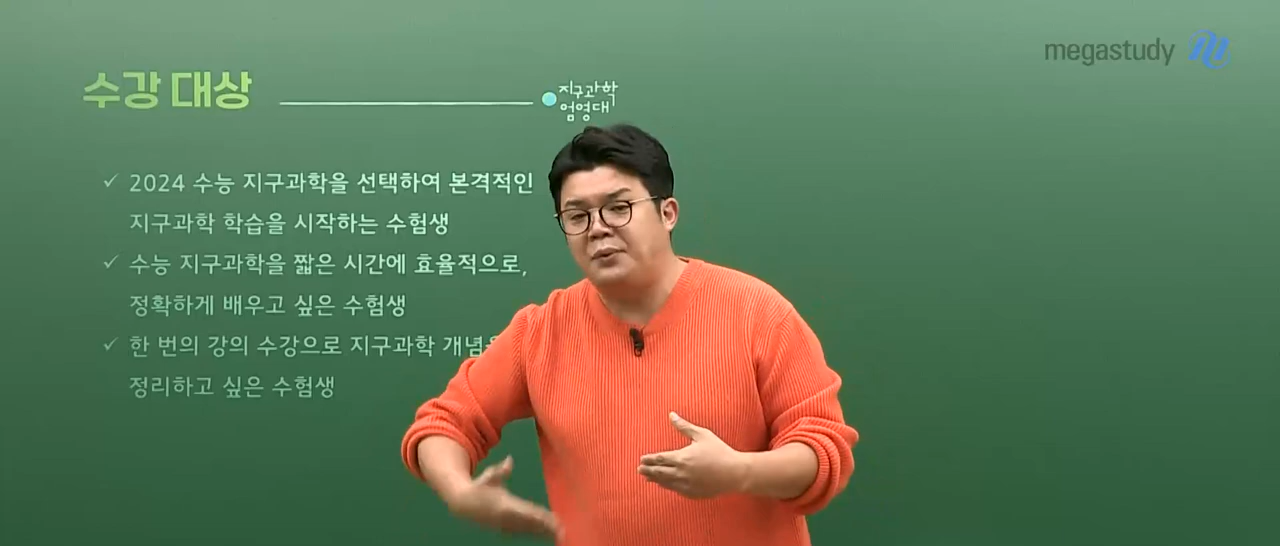 megastudy
수강 대상
지구과학
엄영대
✓ 2024 수능 지구과학을 선택하여 본격적인
지구과학 학습을 시작하는 수험생
✓ 수능 지구과학을 짧은 시간에 효율적으로,
정확하게 배우고 싶은 수험생
✓ 한 번의 강의 수강으로 지구과학 개념을
정리하고 싶은 수험생